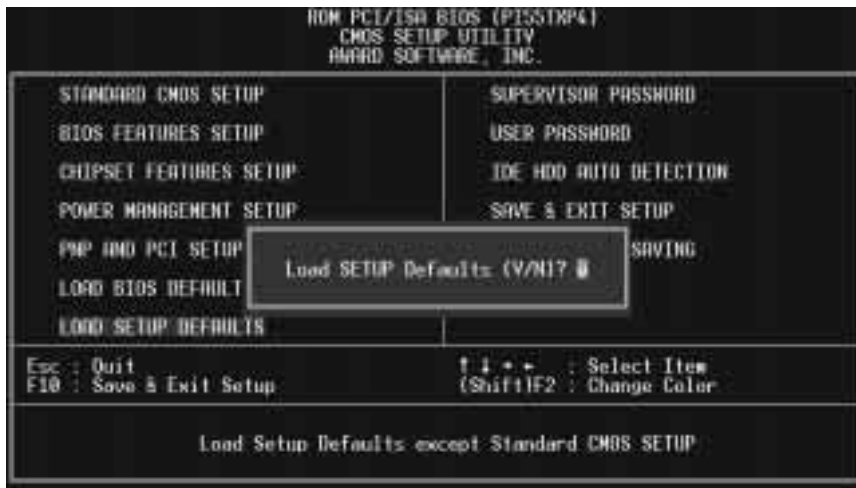 ROM PCI/ISA BIOS (PI55TXP4)
CMOS SETUP UTILITY
AWARD SOFTWARE, INC.
STANDARD CMOS SETUP
BIOS FEATURES SETUP
CHIPSET FEATURES SETUP
POWER MANAGEMENT SETUP
PNP AND PCI SETUP
LOAD BIOS DEFAULT
LOAD SETUP DEFAULTS
SUPERVISOR PASSWORD
USER PASSWORD
IDE HDD AUTO DETECTION
SAVE & EXIT SETUP
SAVING
Load SETUP Defaults (Y/N)?
Esc : Quit
F10 : Save & Exit Setup
↑ ↓ → ← : Select Item
(Shift)F2 : Change Color
Load Setup Defaults except Standard CMOS SETUP